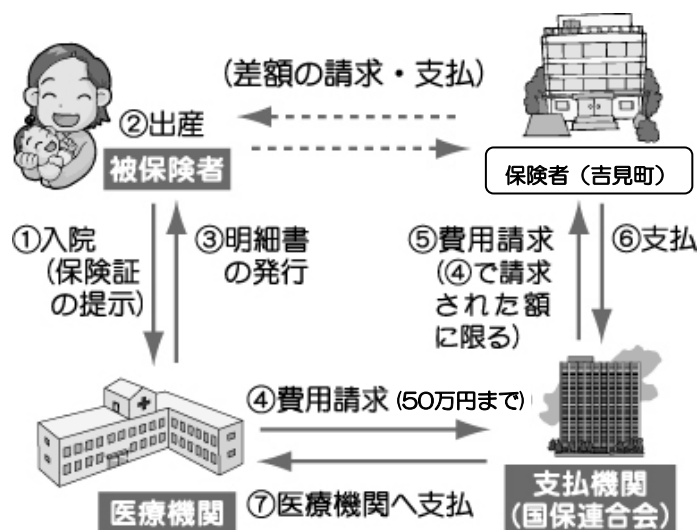 (差額の請求・支払)
②出産
被保険者
保険者（吉見町）
①入院
(保険証
の提示)
③明細書
の発行
⑤費用請求
(④で請求
された額
に限る)
⑥支払
④費用請求 (50万円まで)
⑦医療機関へ支払
医療機関
支払機関
(国保連合会)